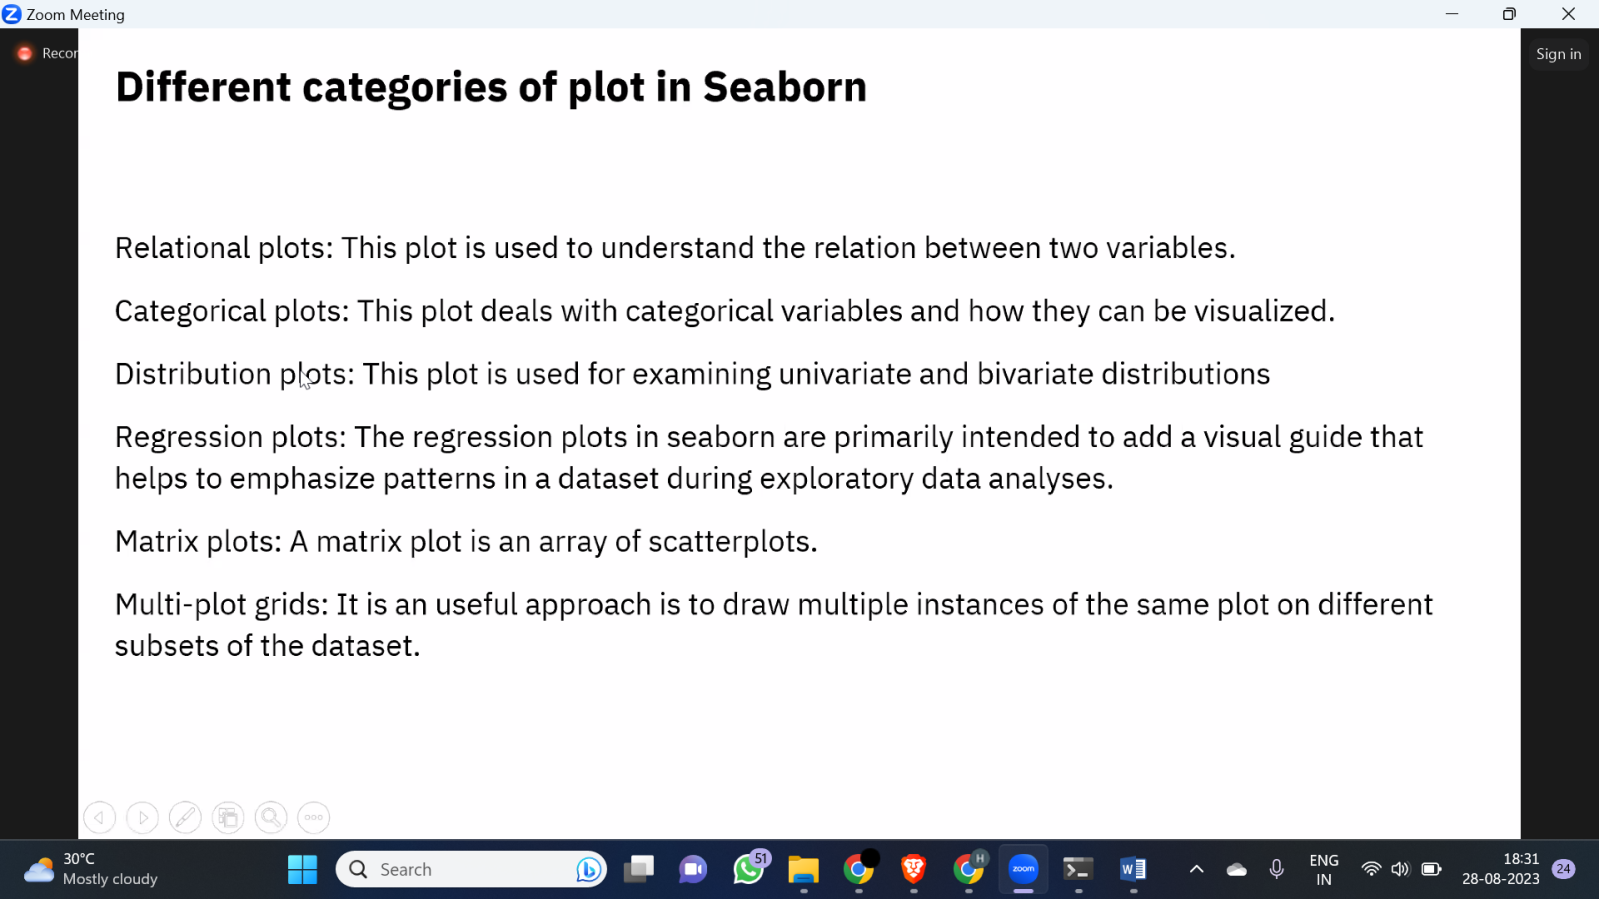 Zoom Meeting
Recor
Sign in
Different categories of plot in Seaborn
Relational plots: This plot is used to understand the relation between two variables.
Categorical plots: This plot deals with categorical variables and how they can be visualized.
Distribution plots: This plot is used for examining univariate and bivariate distributions
Regression plots: The regression plots in seaborn are primarily intended to add a visual guide that
helps to emphasize patterns in a dataset during exploratory data analyses.
Matrix plots: A matrix plot is an array of scatterplots.
Multi-plot grids: It is an useful approach is to draw multiple instances of the same plot on different
subsets of the dataset.
30°C
Mostly cloudy
Search
51
H
zoom
ENG
IN
18:31
28-08-2023
24